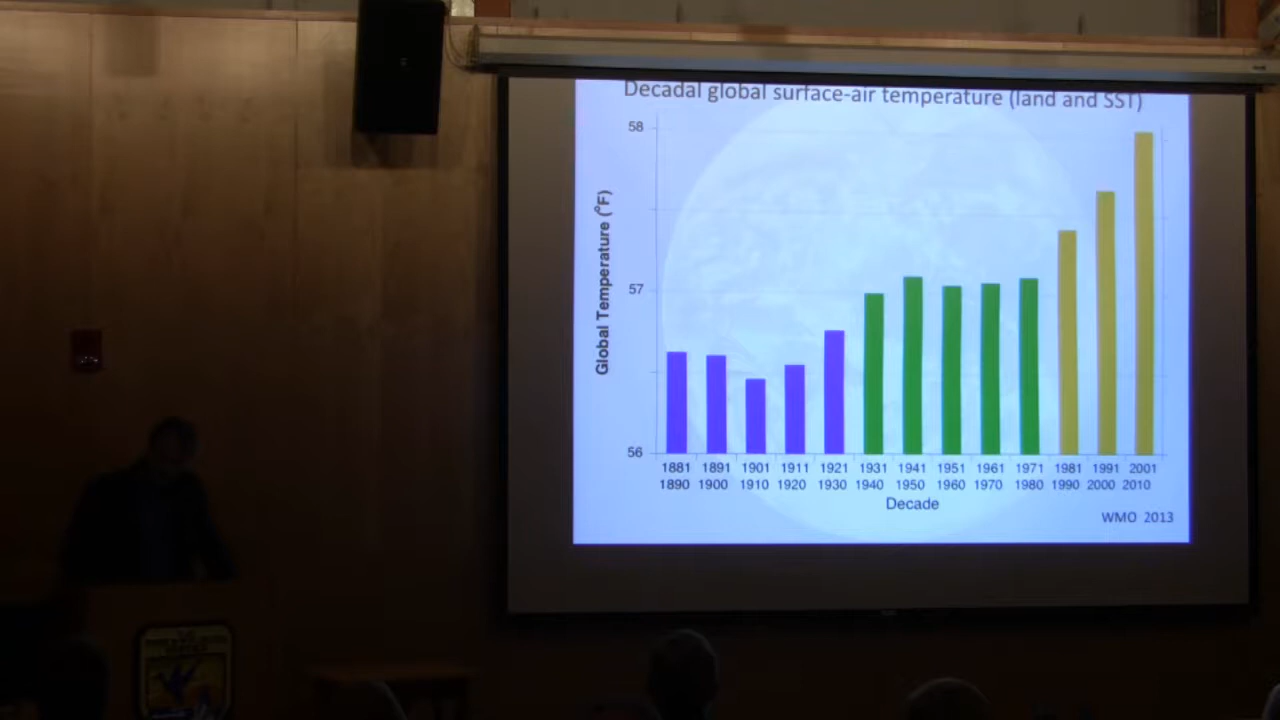 Decadal global surface-air temperature (land and SST)
58
57
56
Global Temperature (°F)
1881 1891 1901 1911 1921 1931 1941 1951 1961 1971 1981 1991 2001
1890 1900 1910 1920 1930 1940 1950 1960 1970 1980 1990 2000 2010
Decade
WMO 2013